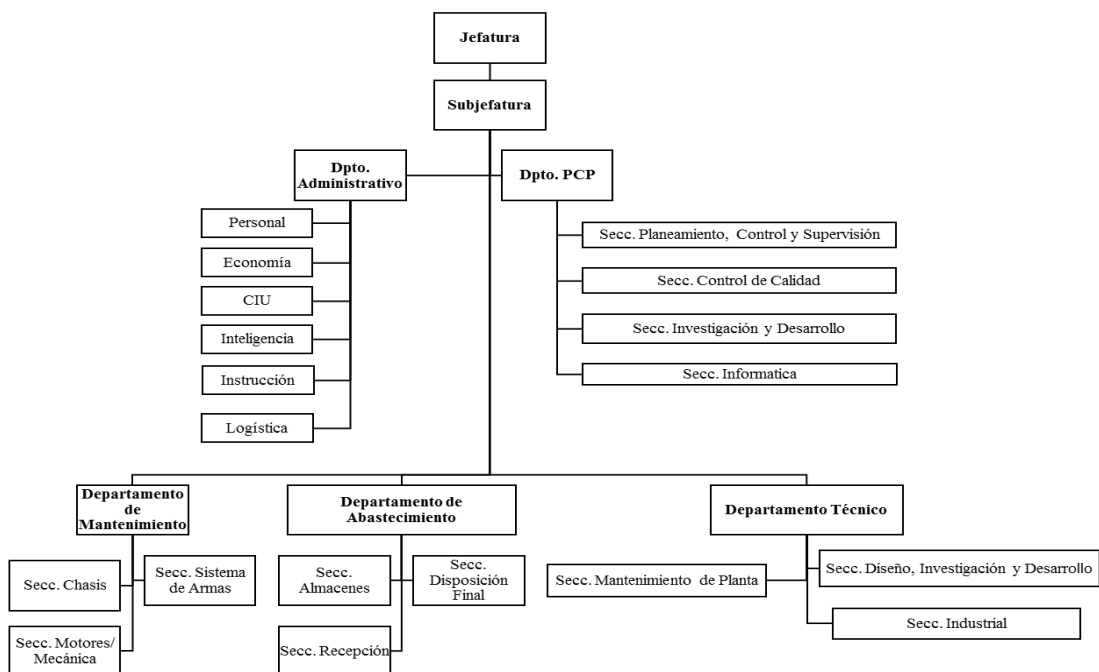 Jefatura
Subjefatura
Dpto.
Administrativo
Dpto. PCP
Personal
Economía
CIU
Inteligencia
Instrucción
Logística
Secc. Planeamiento, Control y Supervisión
Secc. Control de Calidad
Secc. Investigación y Desarrollo
Secc. Informatica
Departamento
de
Mantenimiento
Secc. Chasis
Secc. Sistema
de Armas
Secc. Motores/
Mecánica
Departamento de
Abastecimiento
Secc.
Almacenes
Secc.
Disposición
Final
Secc. Recepción
Departamento Técnico
Secc. Mantenimiento de Planta
Secc. Diseño, Investigación y Desarrollo
Secc. Industrial